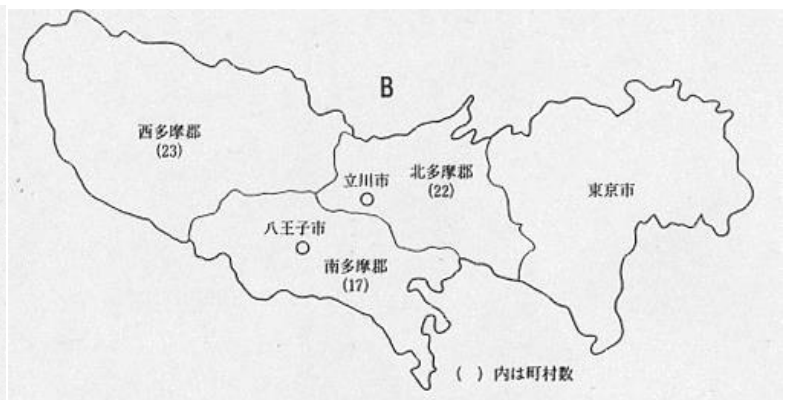 B
西多摩郡
(23)
立川市
北多摩郡
(22)
東京市
八王子市
南多摩郡
(17)
( )内は町村数